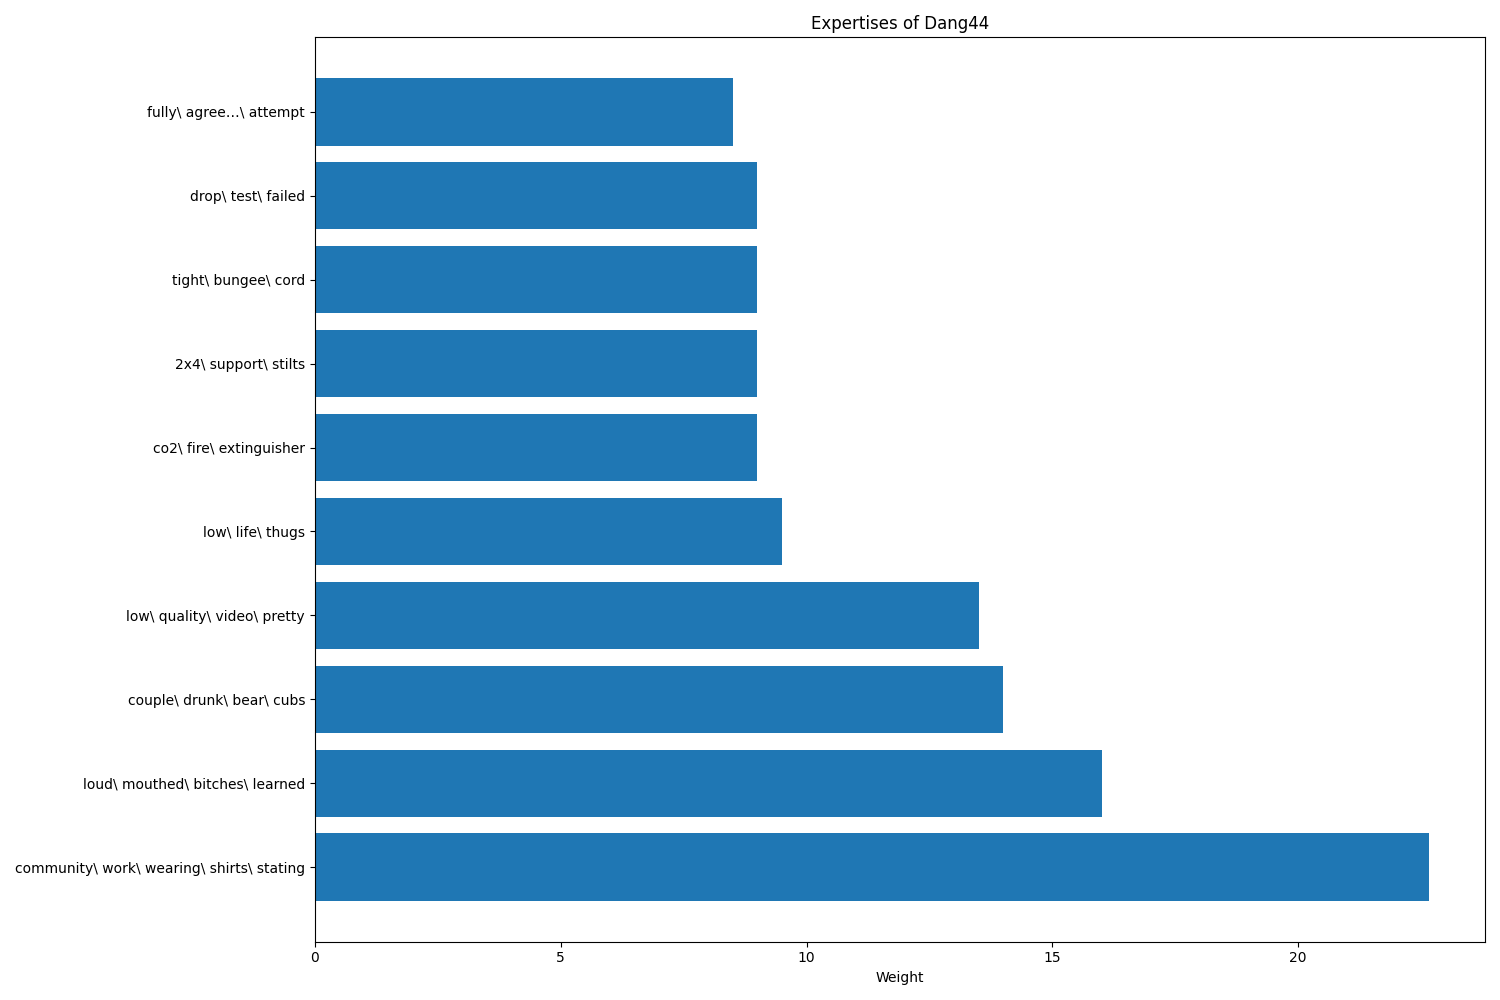 Expertises of Dang44
fully\ agree...\ attempt
drop\ test\ failed
tight\ bungee\ cord
2x4\ support\ stilts
co2\ fire\ extinguisher
low\ life\ thugs
low\ quality\ video\ pretty
couple\ drunk\ bear\ cubs
loud\ mouthed\ bitches\ learned
community\ work\ wearing\ shirts\ stating
0 5 10 15 20
Weight